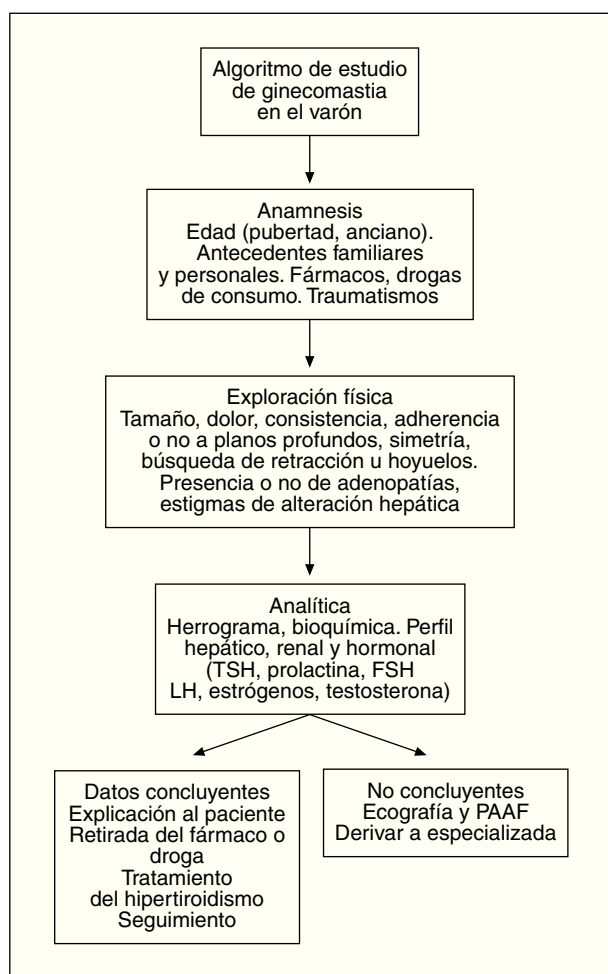 Algoritmo de estudio
de ginecomastia
en el varón
Anamnesis
Edad (pubertad, anciano).
Antecedentes familiares
y personales. Fármacos, drogas
de consumo. Traumatismos
Exploración física
Tamaño, dolor, consistencia, adherencia
o no a planos profundos, simetría,
búsqueda de retracción u hoyuelos.
Presencia o no de adenopatías,
estigmas de alteración hepática
Analítica
Herrograma, bioquímica. Perfil
hepático, renal y hormonal
(TSH, prolactina, FSH
LH, estrógenos, testosterona)
Datos concluyentes
Explicación al paciente
Retirada del fármaco o
droga
Tratamiento
del hipertiroidismo
Seguimiento
No concluyentes
Ecografía y PAAF
Derivar a especializada